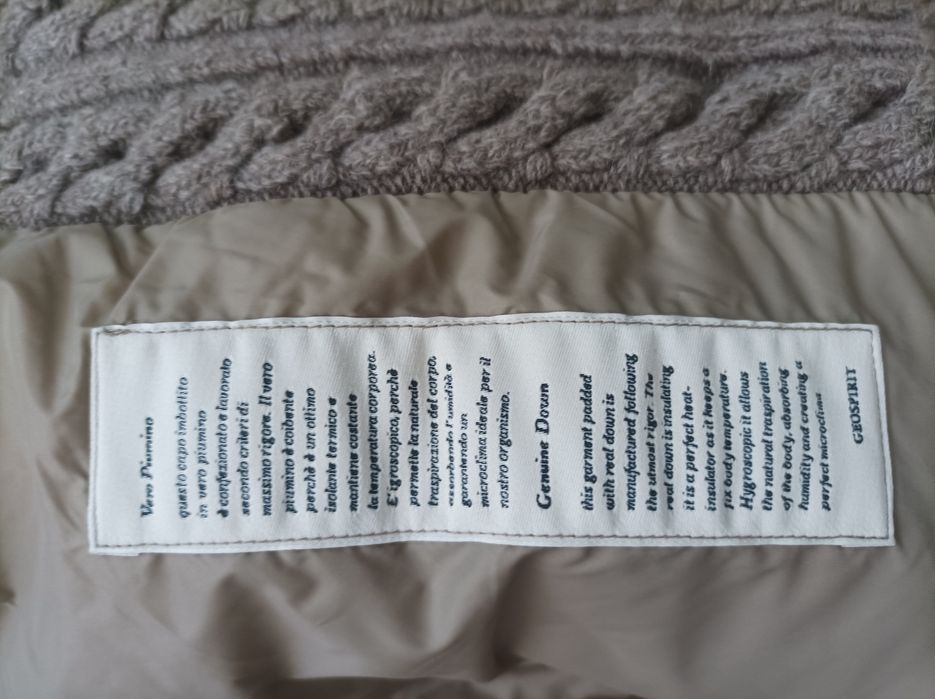 Vero Piumino
questo capo imbottito
in vero piumino
è confezionato lavorato
secondo criteri di
massimo rigore. Il vero
piumino è coibente
perchè è un ottimo
isolante termico e
mantiene costante
la temperatura corporea.
E' igroscopico, perchè
permette la naturale
traspirazione del corpo,
assorbendo l'umidità e
garantendo un
microclima ideale per il
nostro organismo.
Genuine Down
this garment padded
with real down is
manufactured following
the utmost rigor. The
real down is insulating
it is a perfect heat-
insulator as it keeps a
fix body temperature.
Hygroscopic it allows
the natural traspiration
of the body, absorbing
humidity and creating a
perfect microclima
GEOSPIRIT